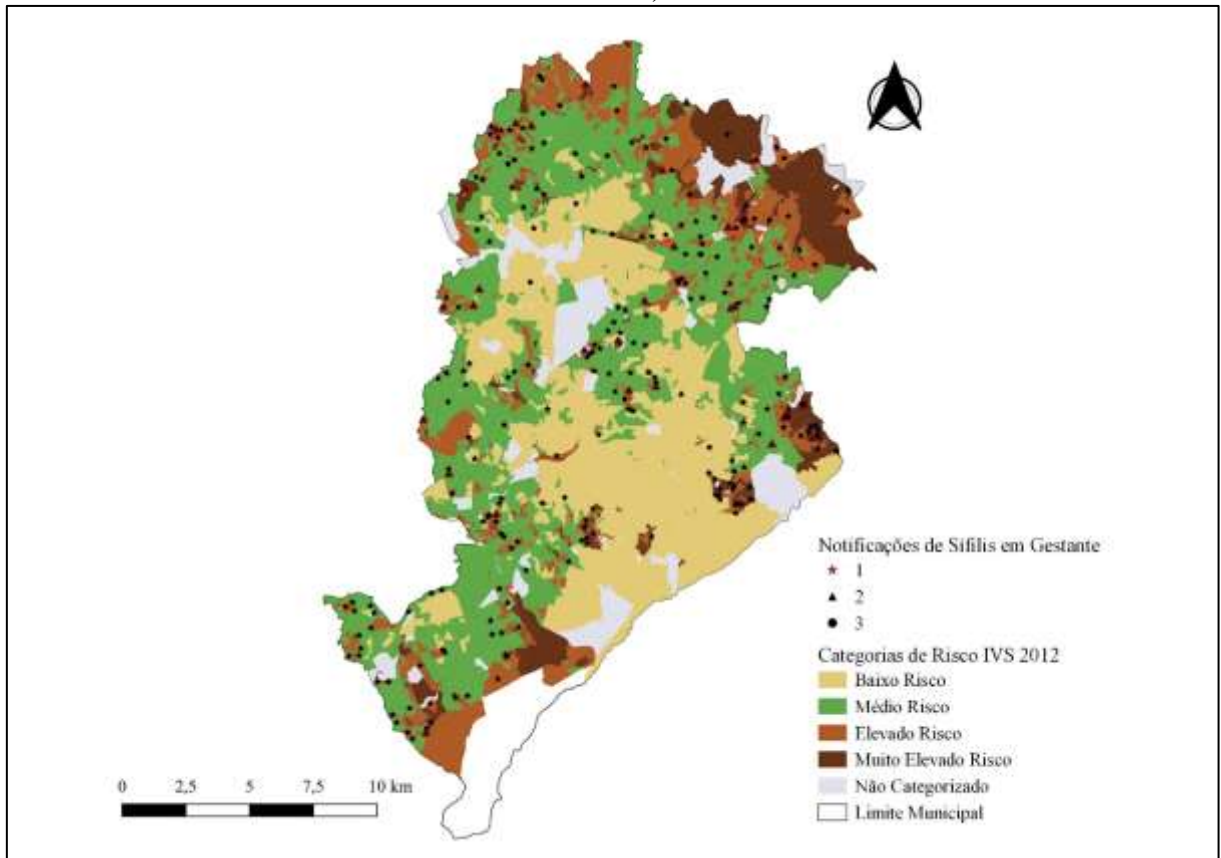 Notificações de Sífilis em Gestante
1
2
3
Categorias de Risco IVS 2012
Baixo Risco
Médio Risco
Elevado Risco
Muito Elevado Risco
Não Categorizado
Limite Municipal
0 2,5 5 7,5 10 km